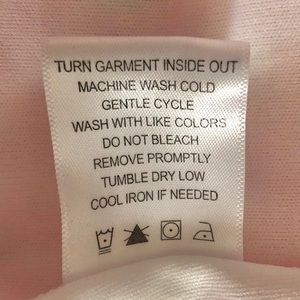 TURN GARMENT INSIDE OUT
MACHINE WASH COLD
GENTLE CYCLE
WASH WITH LIKE COLORS
DO NOT BLEACH
REMOVE PROMPTLY
TUMBLE DRY LOW
COOL IRON IF NEEDED